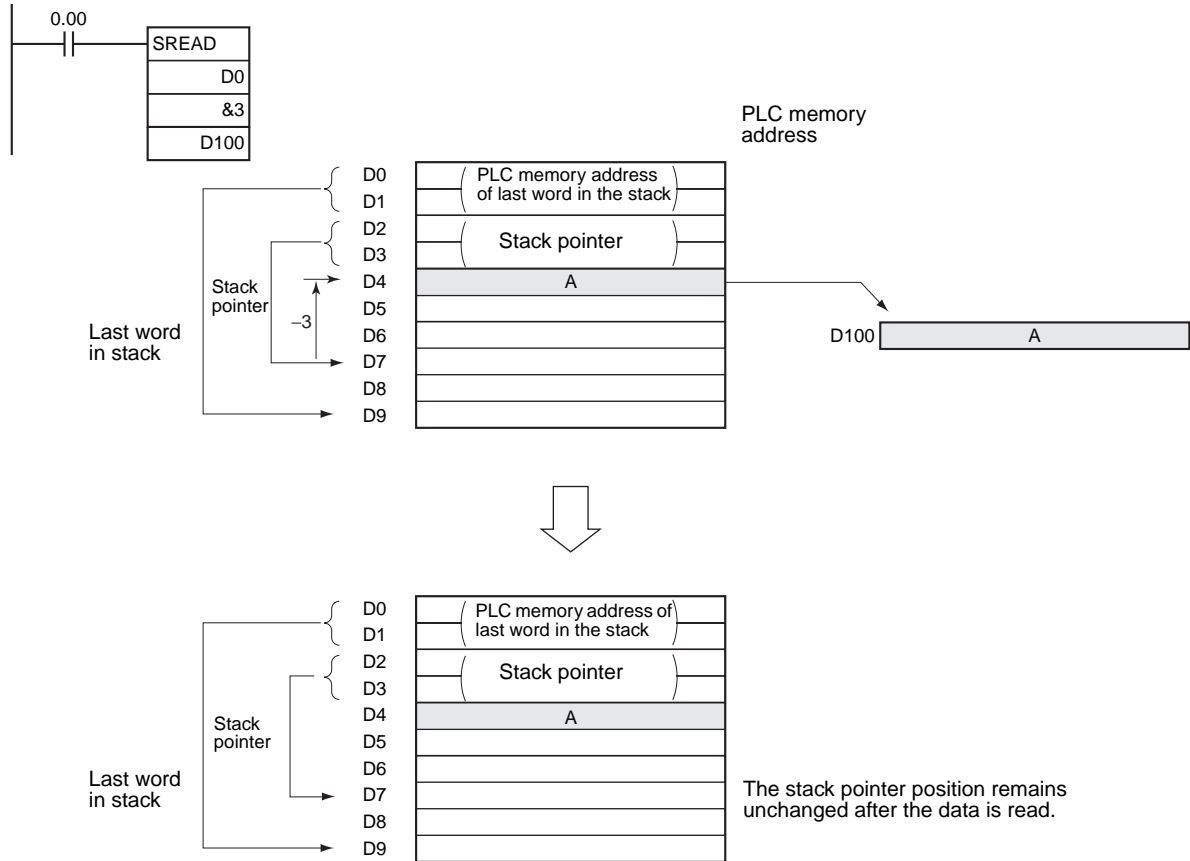 0.00
SREAD
D0
&3
D100
PLC memory
address
D0
D1
D2
D3
D4
D5
D6
D7
D8
D9
PLC memory address
of last word in the stack
Stack pointer
A
Stack
pointer
–3
Last word
in stack
D100
A
D0
D1
D2
D3
D4
D5
D6
D7
D8
D9
PLC memory address of
last word in the stack
Stack pointer
A
Stack
pointer
Last word
in stack
The stack pointer position remains
unchanged after the data is read.